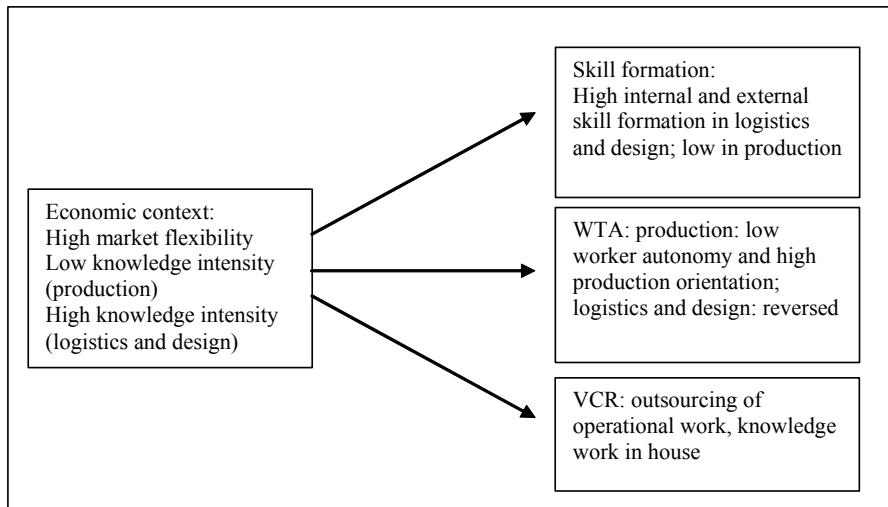 Economic context:
High market flexibility
Low knowledge intensity
(production)
High knowledge intensity
(logistics and design)
Skill formation:
High internal and external
skill formation in logistics
and design; low in production
WTA: production: low
worker autonomy and high
production orientation;
logistics and design: reversed
VCR: outsourcing of
operational work, knowledge
work in house